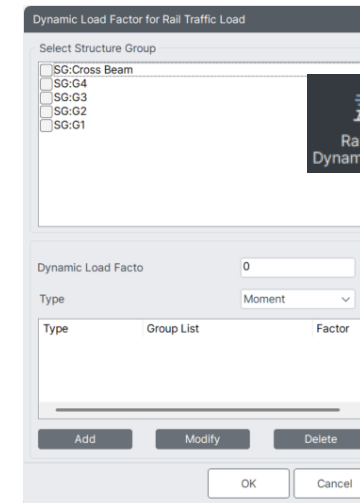 Dynamic Load Factor for Rail Traffic Load
Select Structure Group
SG:Cross Beam
SG:G4
SG:G3
SG:G2
SG:G1
Ra
Dynam
Dynamic Load Facto
0
Type
Moment
Type Group List Factor
Add Modify Delete
OK Cancel